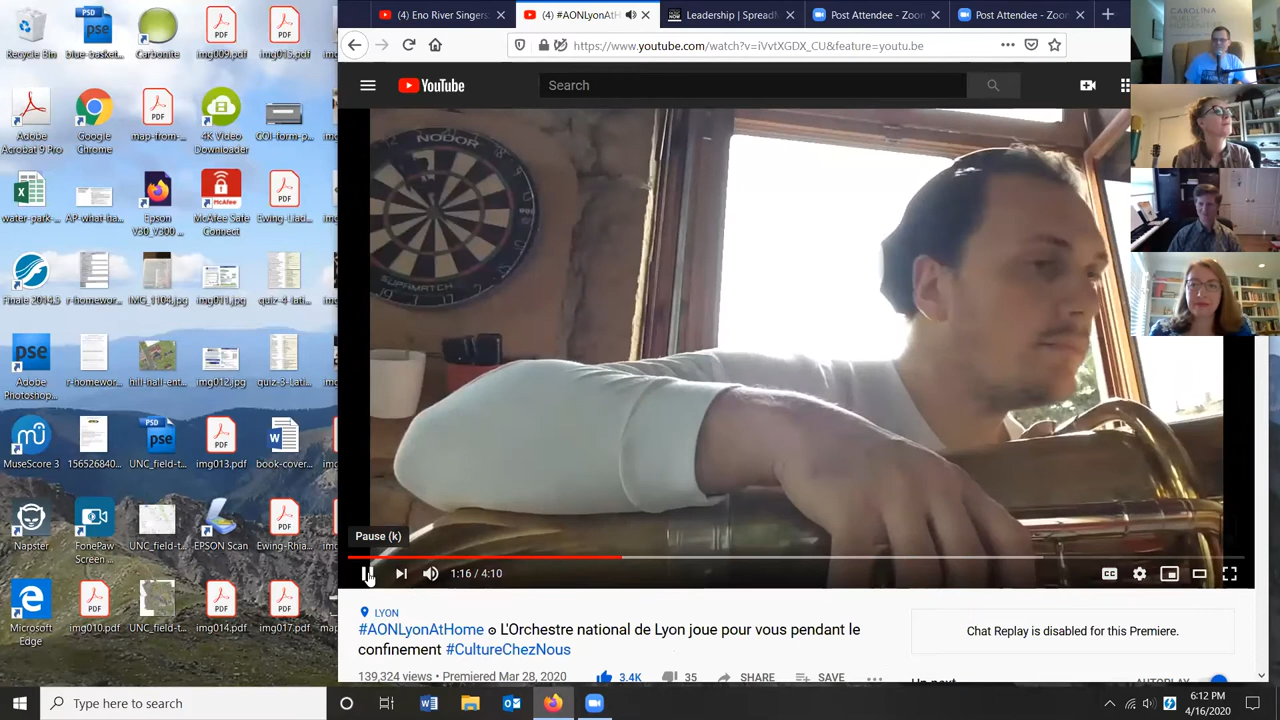 Recycle Bin
blue-basket...
Carbonite
img009.pdf
img015.pdf
Adobe
Acrobat 9 Pro
Google
Chrome
map-from-...
4K Video
Downloader
COI-form-p...
water-park-...
AP-what-ha...
Epson
V30_V300 ...
McAfee Safe
Connect
Ewing-Liad...
Finale 2014.5
r-homewor...
IMG_1104.jpg
img011.jpg
quiz-4-lati...
Adobe
Photoshop...
r-homewor...
hill-hall-ent...
img012.jpg
quiz-3-Lati...
MuseScore 3
156526840...
UNC_field-t...
img013.pdf
book-cover...
Napster
FonePaw
Screen ...
UNC_field-t...
EPSON Scan
Ewing-Rhia...
Microsoft
Edge
img010.pdf
UNC_field-t...
img014.pdf
img017.pdf
(4) Eno River Singers:
(4) #AONLyonAtH
Leadership | Spread
Post Attendee - Zoom
Post Attendee - Zoom
https://www.youtube.com/watch?v=iVvtXGDX_CU&feature=youtu.be
YouTube
Search
CAROLINA
NODOR
SUPAMATCH
Pause (k)
1:16 / 4:10
CC
LYON
#AONLyonAtHome ๏ L'Orchestre national de Lyon joue pour vous pendant le
confinement #CultureChezNous
139,324 views • Premiered Mar 28, 2020
3.4K
35
SHARE
SAVE
Chat Replay is disabled for this Premiere.
Up next
AUTOPLAY
Type here to search
6:12 PM
4/16/2020